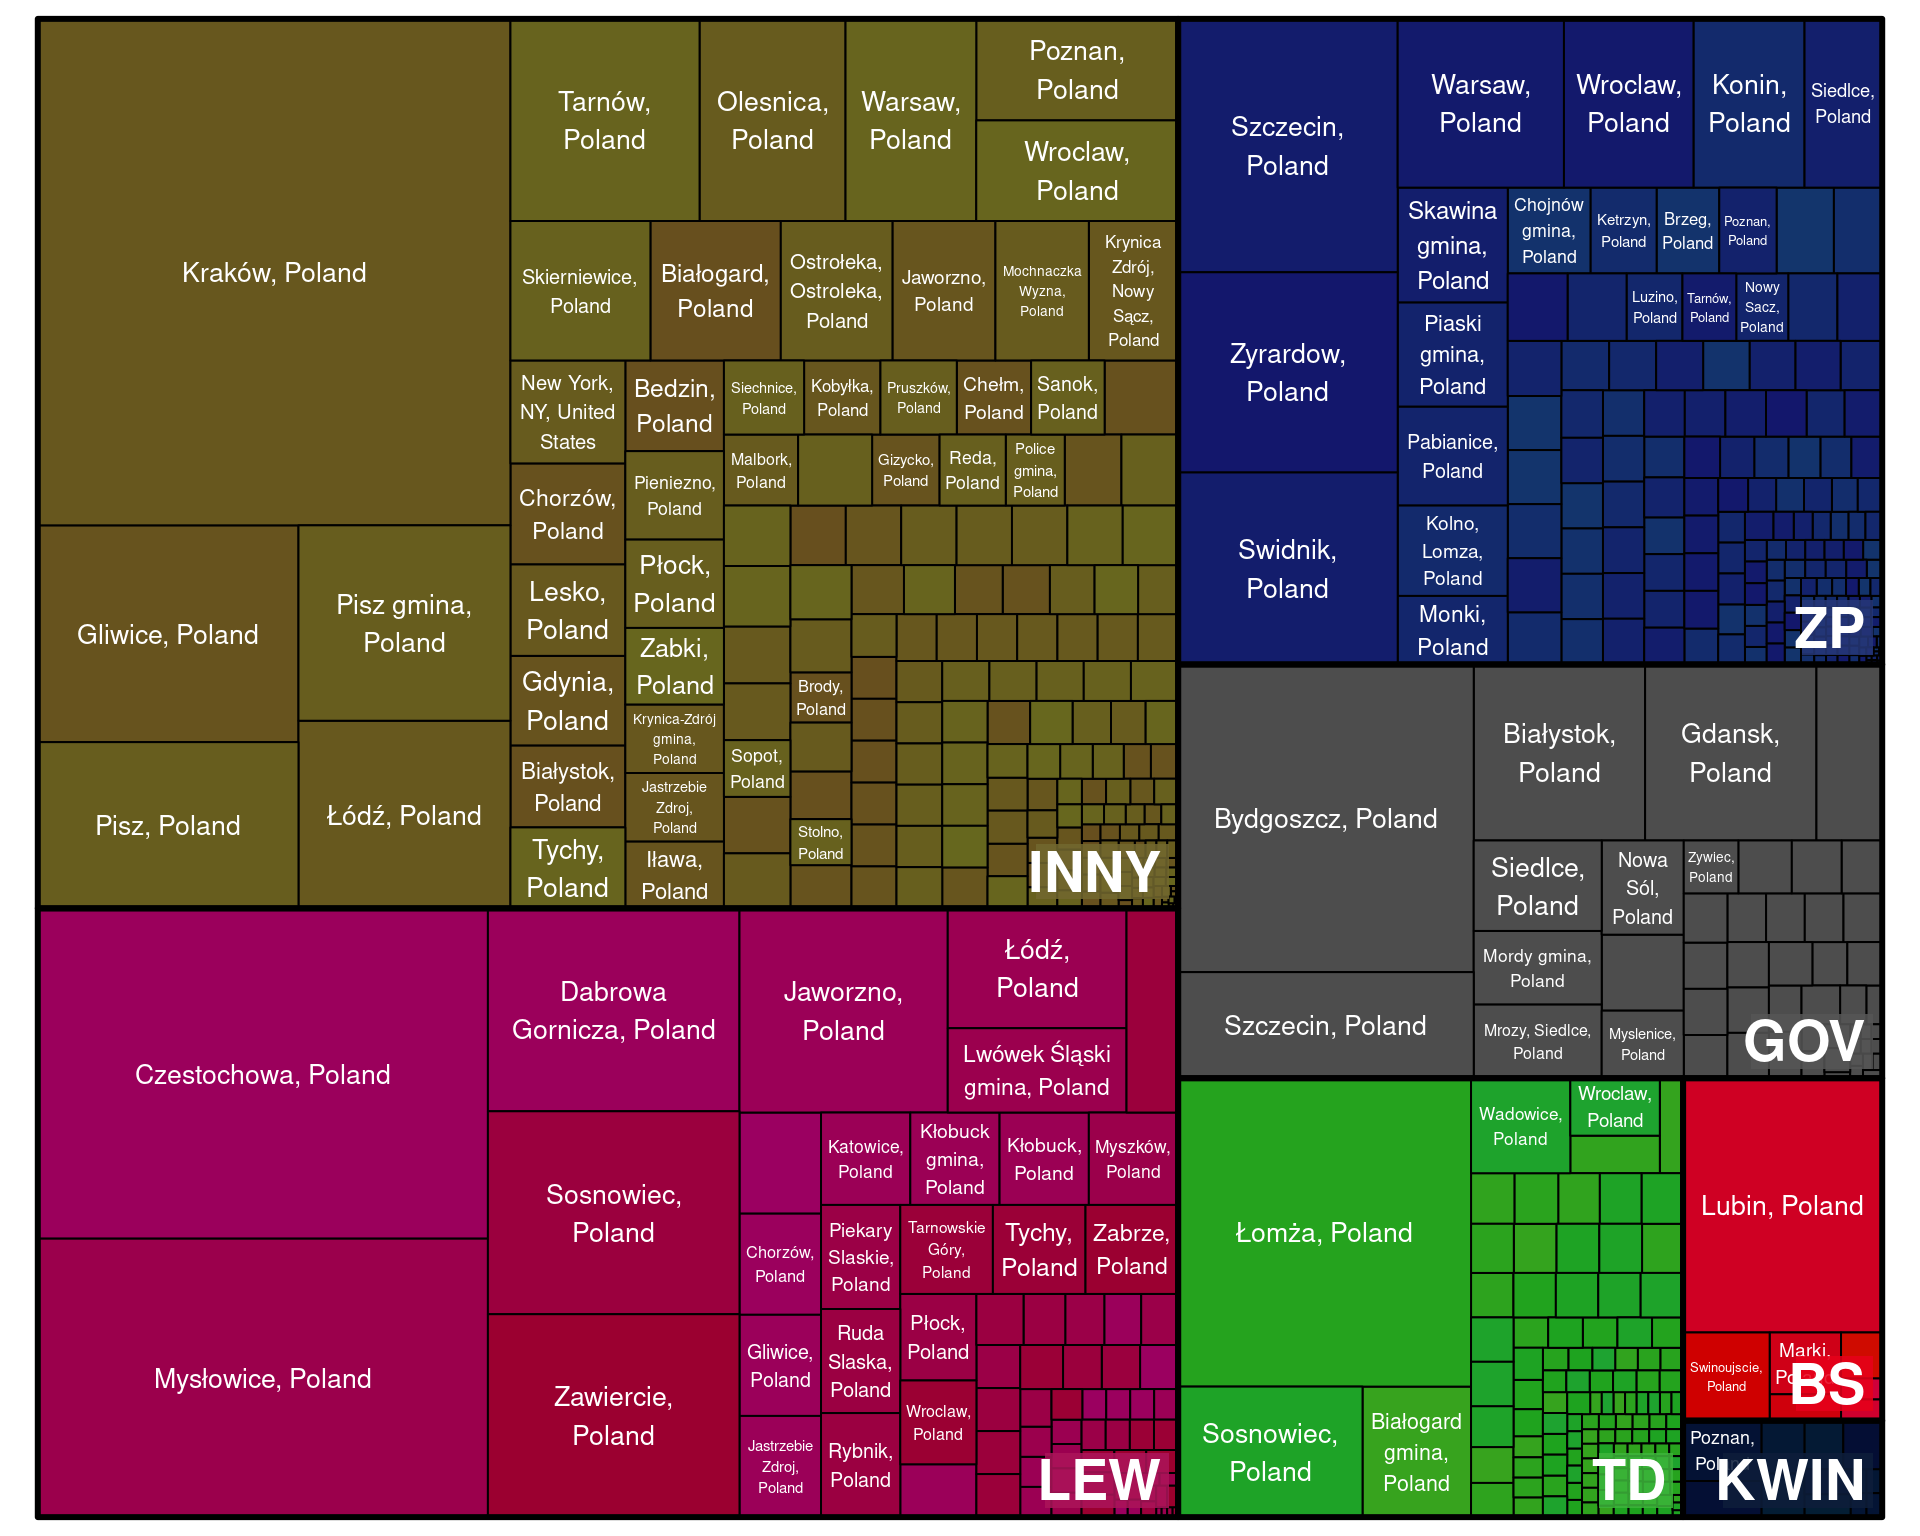 Kraków, Poland
Gliwice, Poland
Pisz gmina,
Poland
Pisz, Poland
Łódź, Poland
Tarnów,
Poland
Olesnica,
Poland
Warsaw,
Poland
Poznan,
Poland
Wroclaw,
Poland
Skierniewice,
Poland
Białogard,
Poland
Ostrołeka,
Ostroleka,
Poland
Jaworzno,
Poland
Mochnaczka
Wyzna,
Poland
Krynica
Zdrój,
Nowy
Sącz,
Poland
New York,
NY, United
States
Chorzów,
Poland
Lesko,
Poland
Gdynia,
Poland
Białystok,
Poland
Tychy,
Poland
Bedzin,
Poland
Pieniezno,
Poland
Płock,
Poland
Zabki,
Poland
Krynica-Zdrój
gmina,
Poland
Jastrzebie
Zdroj,
Poland
Iława,
Poland
Siechnice,
Poland
Kobyłka,
Poland
Pruszków,
Poland
Chełm,
Poland
Sanok,
Poland
Malbork,
Poland
Gizycko,
Poland
Reda,
Poland
Police
gmina,
Poland
Brody,
Poland
Sopot,
Poland
Stolno,
Poland
INNY
Szczecin,
Poland
Zyrardow,
Poland
Swidnik,
Poland
Warsaw,
Poland
Wroclaw,
Poland
Konin,
Poland
Siedlce,
Poland
Skawina
gmina,
Poland
Piaski
gmina,
Poland
Pabianice,
Poland
Kolno,
Lomza,
Poland
Monki,
Poland
Chojnów
gmina,
Poland
Ketrzyn,
Poland
Brzeg,
Poland
Poznan,
Poland
Luzino,
Poland
Tarnów,
Poland
Nowy
Sacz,
Poland
ZP
Bydgoszcz, Poland
Szczecin, Poland
Białystok,
Poland
Gdansk,
Poland
Siedlce,
Poland
Mordy gmina,
Poland
Mrozy, Siedlce,
Poland
Nowa
Sól,
Poland
Myslenice,
Poland
Zywiec,
Poland
GOV
Czestochowa, Poland
Mysłowice, Poland
Dabrowa
Gornicza, Poland
Sosnowiec,
Poland
Zawiercie,
Poland
Jaworzno,
Poland
Łódź,
Poland
Lwówek Śląski
gmina, Poland
Chorzów,
Poland
Gliwice,
Poland
Jastrzebie
Zdroj,
Poland
Katowice,
Poland
Kłobuck
gmina,
Poland
Kłobuck,
Poland
Myszków,
Poland
Piekary
Slaskie,
Poland
Ruda
Slaska,
Poland
Rybnik,
Poland
Tarnowskie
Góry,
Poland
Tychy,
Poland
Zabrze,
Poland
Płock,
Poland
Wroclaw,
Poland
LEW
Łomża, Poland
Sosnowiec,
Poland
Białogard
gmina,
Poland
Wadowice,
Poland
Wroclaw,
Poland
TD
Lubin, Poland
Swinoujscie,
Poland
Marki,
BS
Poznan,
KWIN